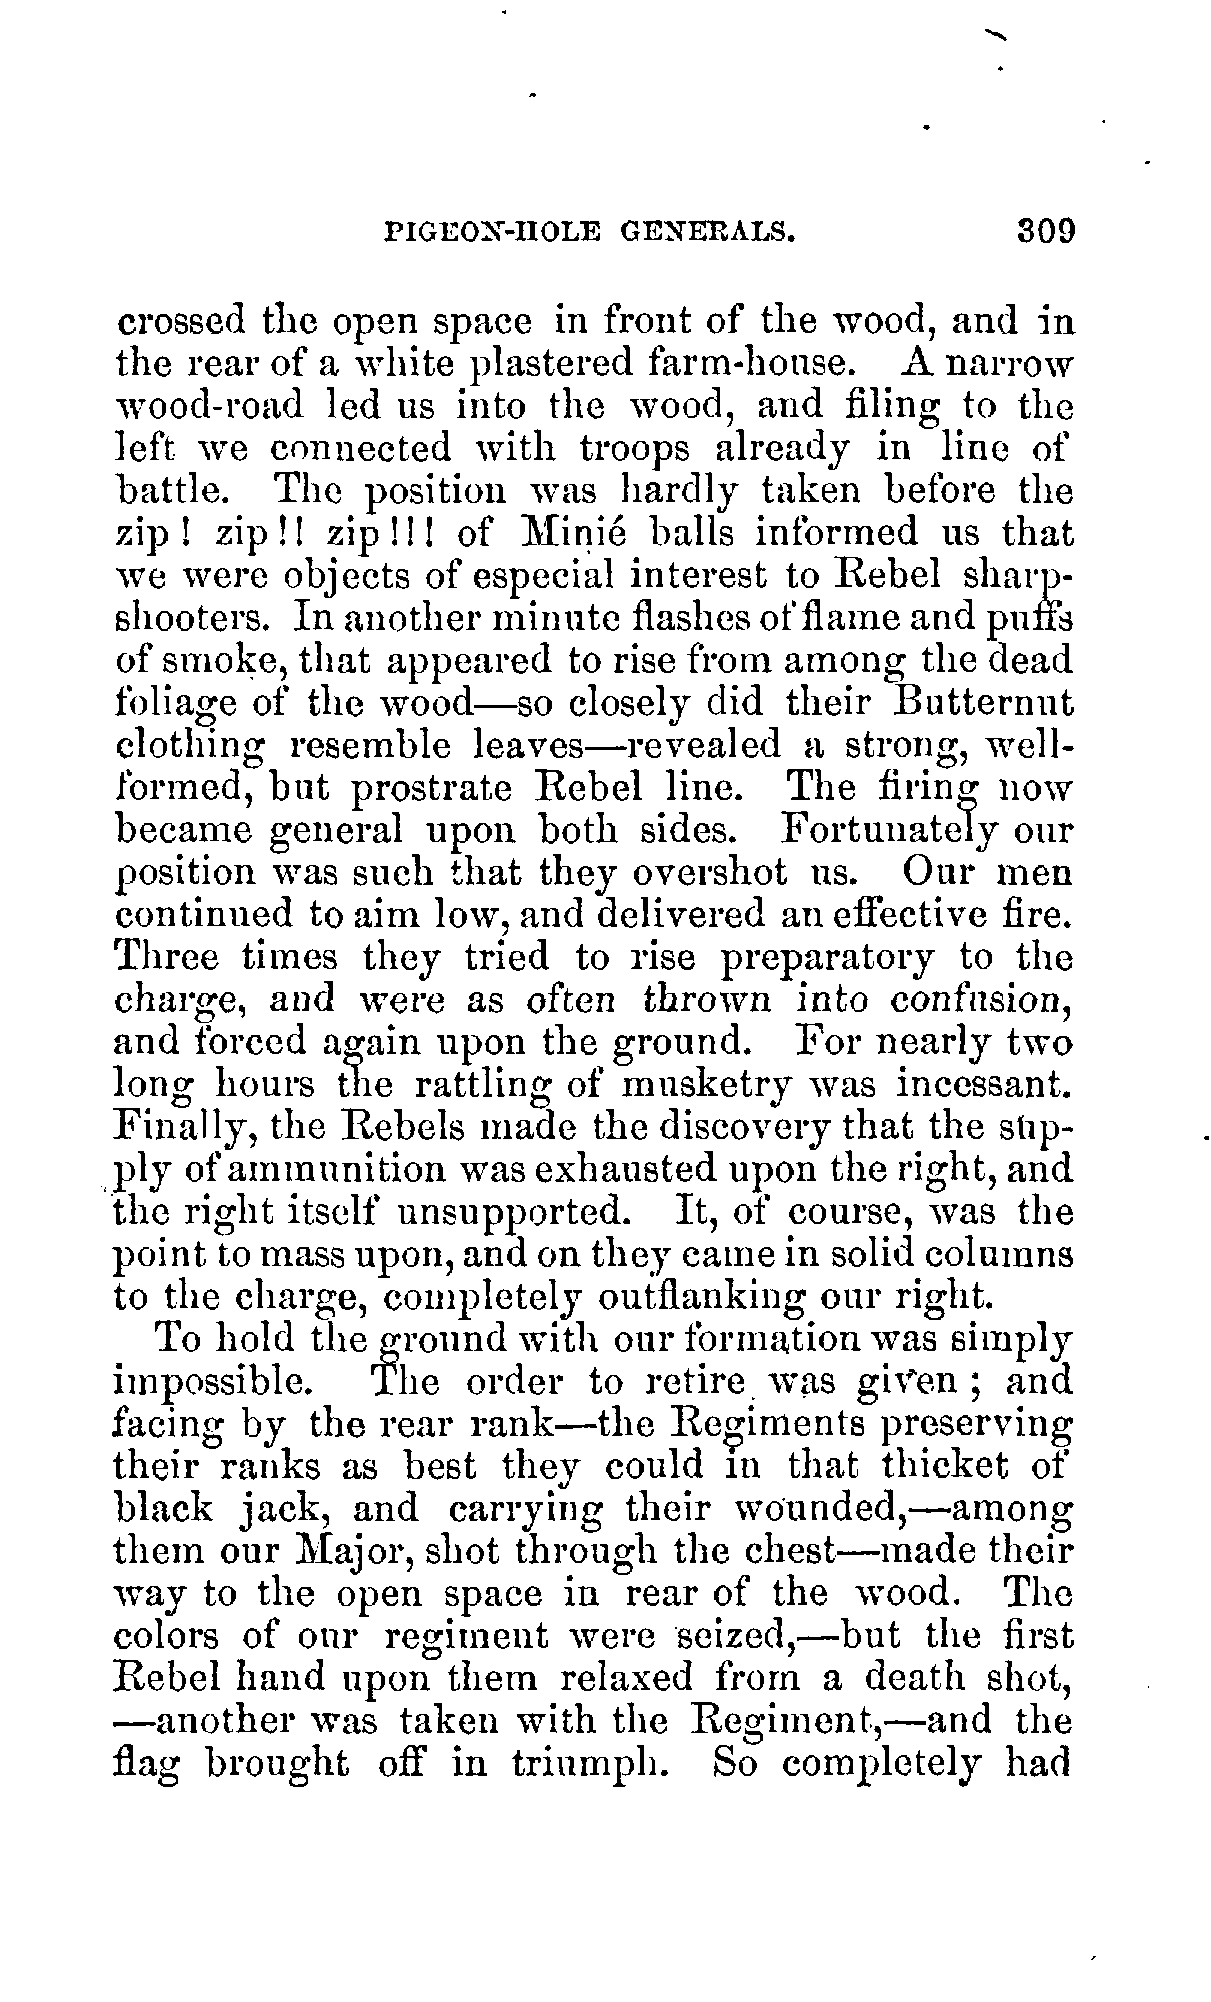 PIGEON-HOLE GENERALS. 309
crossed the open space in front of the wood, and in
the rear of a white plastered farm-house. A narrow
wood-road led us into the wood, and filing to the
left we connected with troops already in line of
battle. The position was hardly taken before the
zip! zip!! zip!!! of Minié balls informed us that
we were objects of especial interest to Rebel sharp-
shooters. In another minute flashes of flame and puffs
of smoke, that appeared to rise from among the dead
foliage of the wood—so closely did their Butternut
clothing resemble leaves—revealed a strong, well-
formed, but prostrate Rebel line. The firing now
became general upon both sides. Fortunately our
position was such that they overshot us. Our men
continued to aim low, and delivered an effective fire.
Three times they tried to rise preparatory to the
charge, and were as often thrown into confusion,
and forced again upon the ground. For nearly two
long hours the rattling of musketry was incessant.
Finally, the Rebels made the discovery that the sup-
ply of ammunition was exhausted upon the right, and
the right itself unsupported. It, of course, was the
point to mass upon, and on they came in solid columns
to the charge, completely outflanking our right.
To hold the ground with our formation was simply
impossible. The order to retire was given; and
facing by the rear rank—the Regiments preserving
their ranks as best they could in that thicket of
black jack, and carrying their wounded,—among
them our Major, shot through the chest—made their
way to the open space in rear of the wood. The
colors of our regiment were seized,—but the first
Rebel hand upon them relaxed from a death shot,
—another was taken with the Regiment,—and the
flag brought off in triumph. So completely had